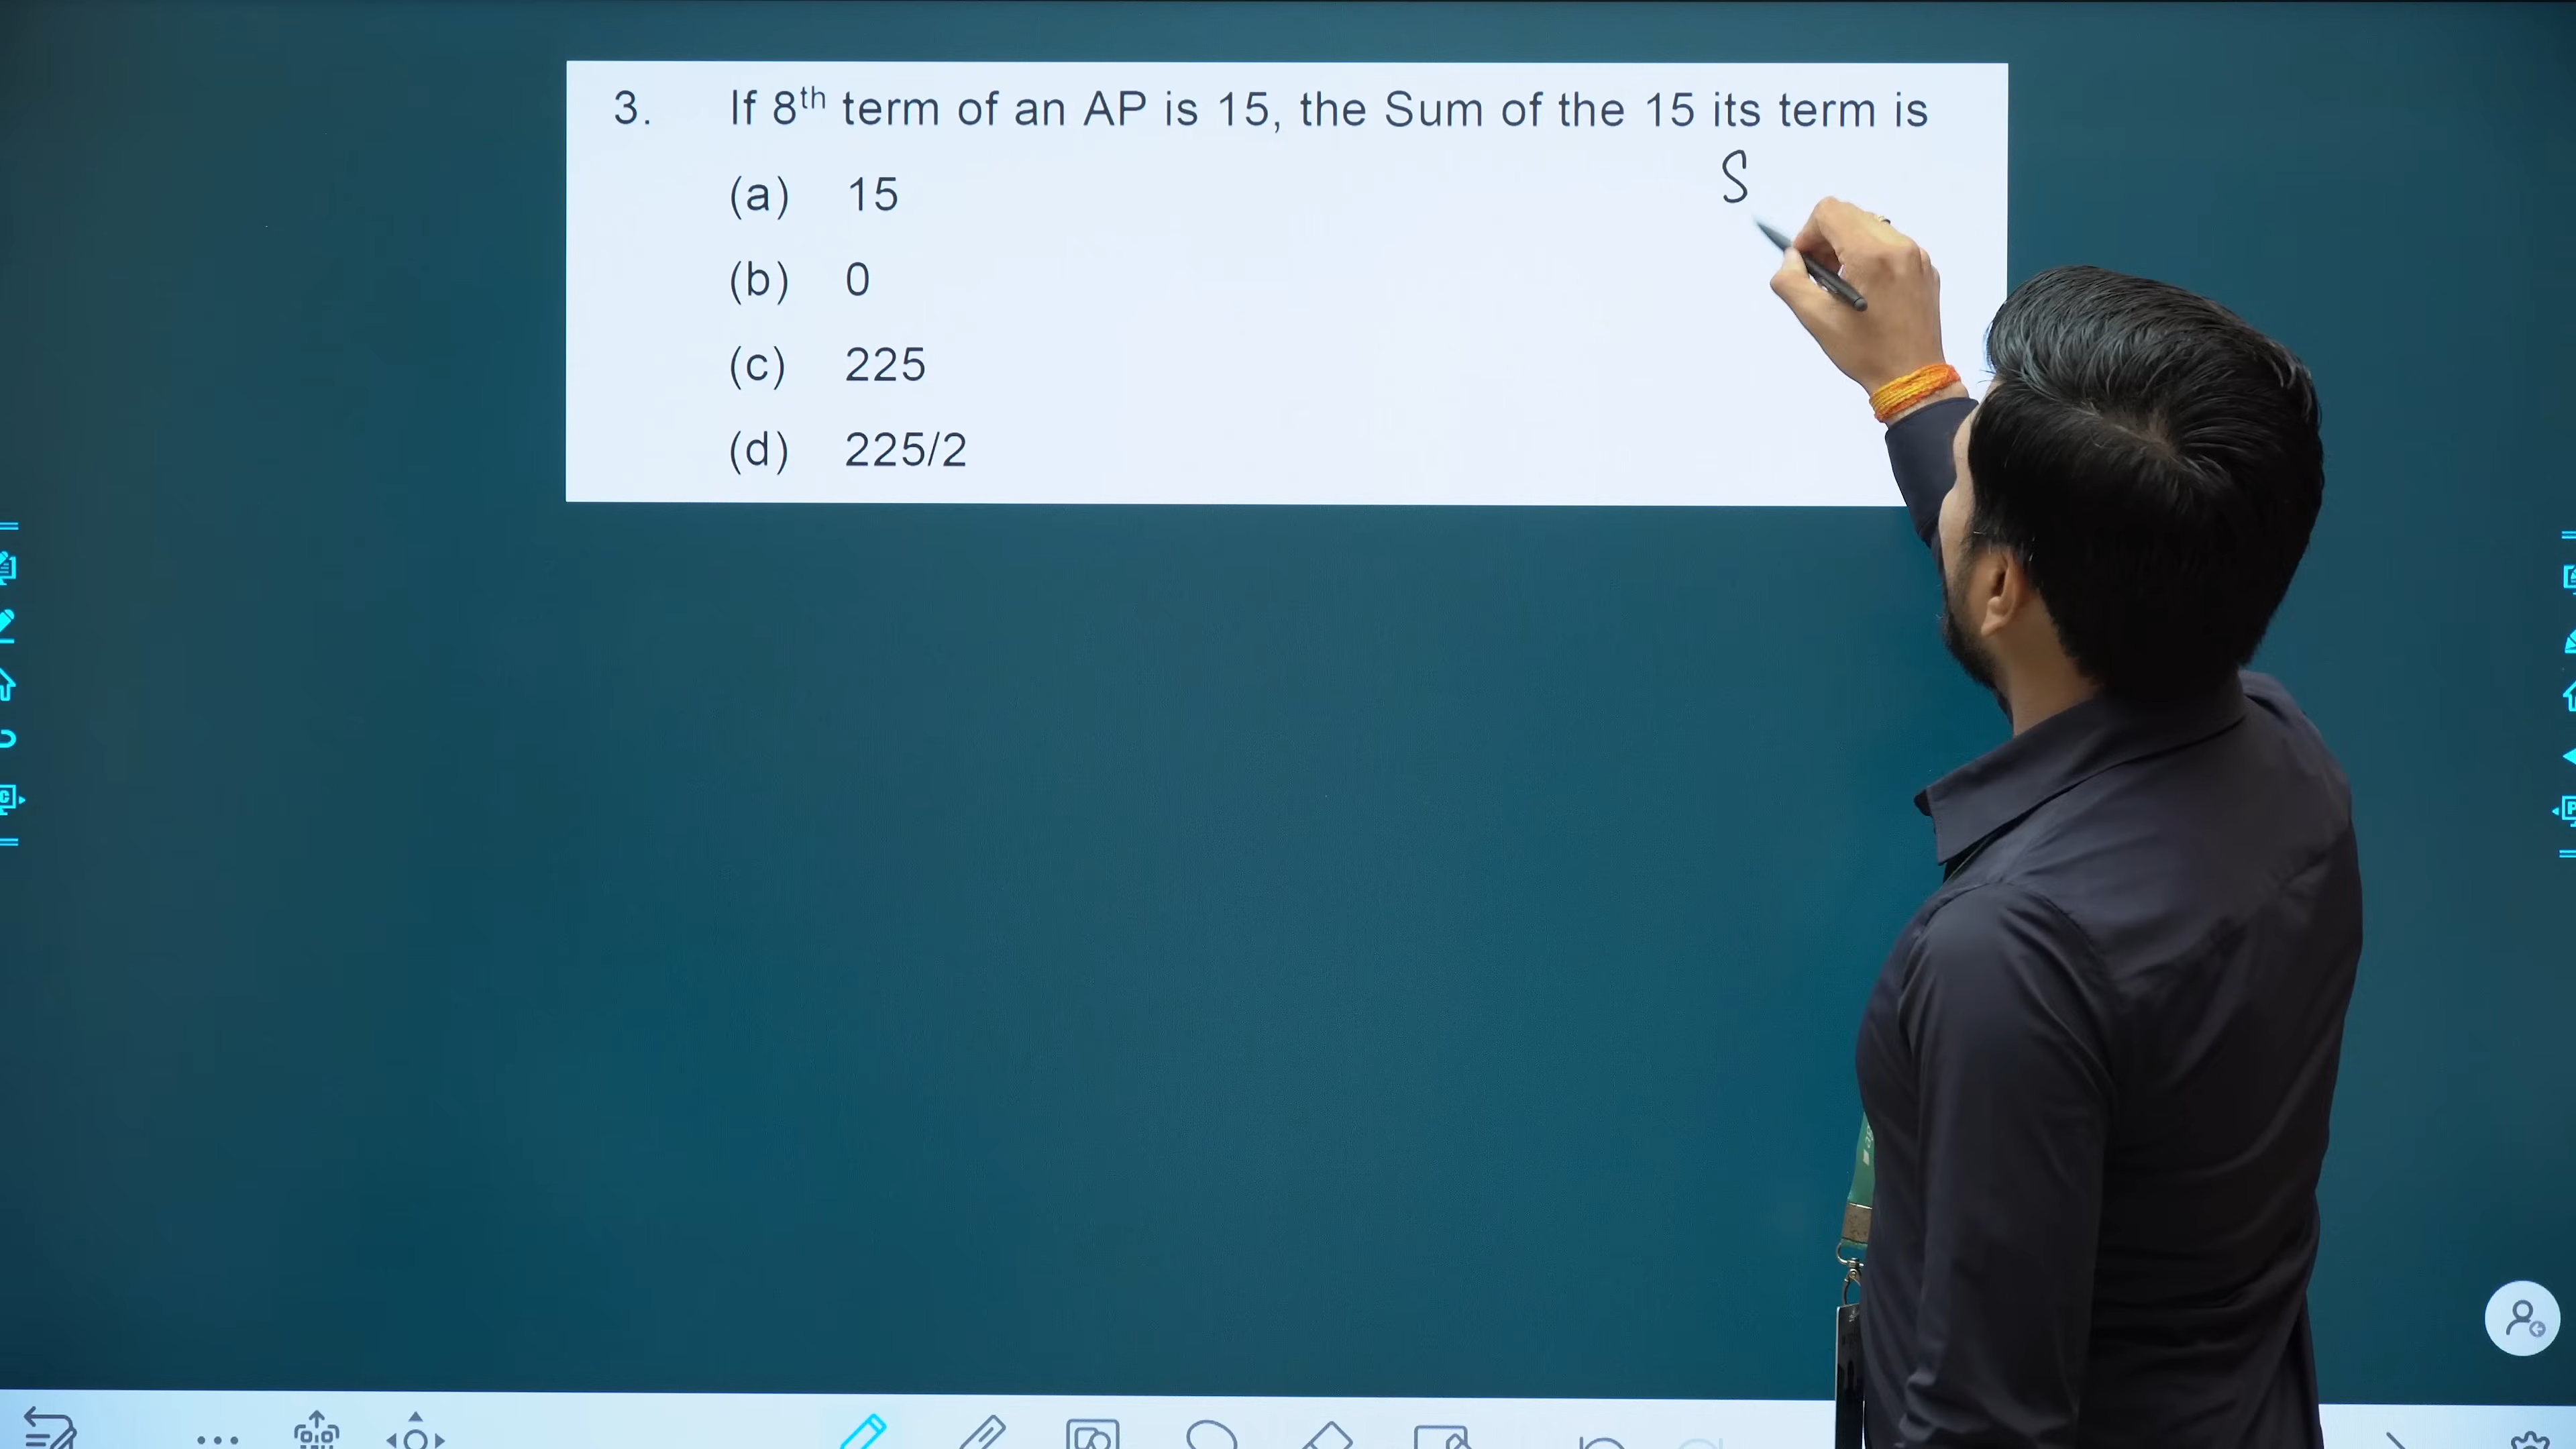 3. If 8th term of an AP is 15, the Sum of the 15 its term is
S
(a) 15
(b) 0
(c) 225
(d) 225/2